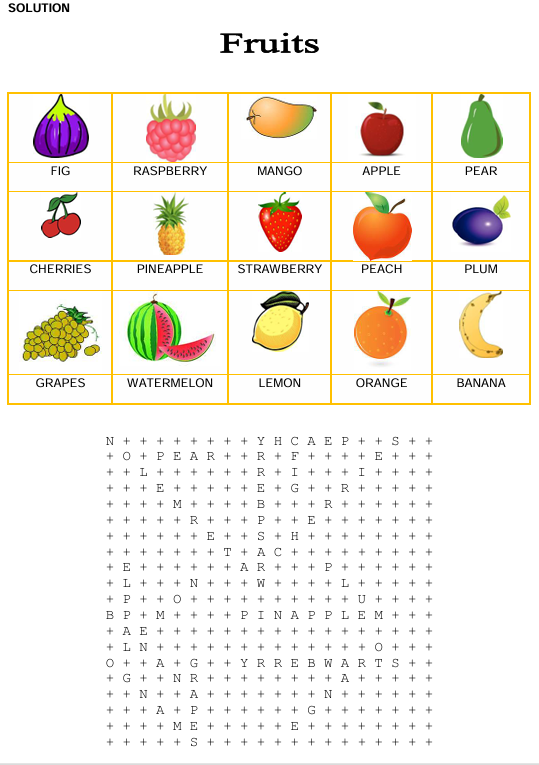 SOLUTION
Fruits
FIG RASPBERRY MANGO APPLE PEAR
CHERRIES PINEAPPLE STRAWBERRY PEACH PLUM
GRAPES WATERMELON LEMON ORANGE BANANA
N + + + + + + + + Y H C A E P + + S + +
+ O + P E A R + + R + F + + + + E + + +
+ + L + + + + + + R + I + + + I + + + +
+ + + E + + + + + E + G + + R + + + + +
+ + + + M + + + + B + + + R + + + + + +
+ + + + + R + + + P + + E + + + + + + +
+ + + + + + E + + S + H + + + + + + + +
+ + + + + + + T + A C + + + + + + + + +
+ E + + + + + + A R + + + P + + + + + +
+ L + + + N + + + W + + + + L + + + + +
+ P + + O + + + + + + + + + + U + + + +
B P + M + + + + P I N A P P L E M + + +
+ A E + + + + + + + + + + + + + + + + +
+ L N + + + + + + + + + + + + + O + + +
O + + A + G + + Y R R E B W A R T S + +
+ G + + N R + + + + + + + + A + + + + +
+ + N + + A + + + + + + + N + + + + + +
+ + + A + P + + + + + + G + + + + + + +
+ + + + M E + + + + + E + + + + + + + +
+ + + + + S + + + + + + + + + + + + + +